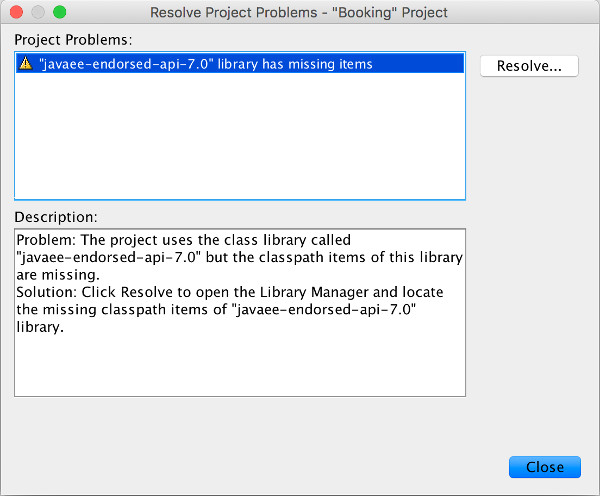 Resolve Project Problems - "Booking" Project
Project Problems:
"javaee-endorsed-api-7.0" library has missing items
Resolve...
Description:
Problem: The project uses the class library called
"javaee-endorsed-api-7.0" but the classpath items of this library
are missing.
Solution: Click Resolve to open the Library Manager and locate
the missing classpath items of "javaee-endorsed-api-7.0"
library.
Close